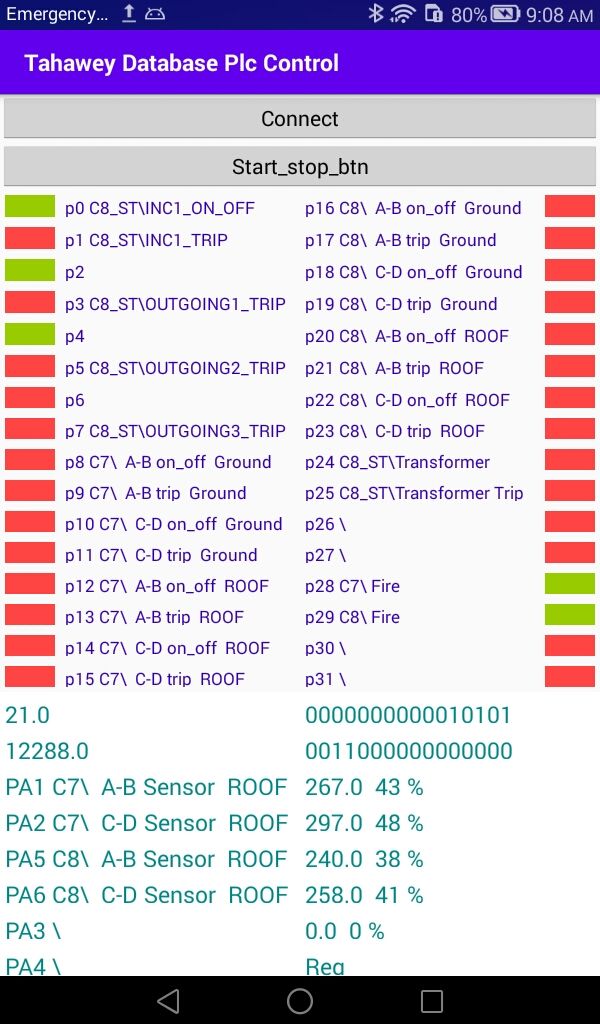 Emergency... 80% 9:08 AM
Tahawey Database Plc Control
Connect
Start_stop_btn
p0 C8_ST\INC1_ON_OFF p16 C8\ A-B on_off Ground
p1 C8_ST\INC1_TRIP p17 C8\ A-B trip Ground
p2 p18 C8\ C-D on_off Ground
p3 C8_ST\OUTGOING1_TRIP p19 C8\ C-D trip Ground
p4 p20 C8\ A-B on_off ROOF
p5 C8_ST\OUTGOING2_TRIP p21 C8\ A-B trip ROOF
p6 p22 C8\ C-D on_off ROOF
p7 C8_ST\OUTGOING3_TRIP p23 C8\ C-D trip ROOF
p8 C7\ A-B on_off Ground p24 C8_ST\Transformer
p9 C7\ A-B trip Ground p25 C8_ST\Transformer Trip
p10 C7\ C-D on_off Ground p26 \
p11 C7\ C-D trip Ground p27 \
p12 C7\ A-B on_off ROOF p28 C7\ Fire
p13 C7\ A-B trip ROOF p29 C8\ Fire
p14 C7\ C-D on_off ROOF p30 \
p15 C7\ C-D trip ROOF p31 \
21.0 0000000000010101
12288.0 0011000000000000
PA1 C7\ A-B Sensor ROOF 267.0 43 %
PA2 C7\ C-D Sensor ROOF 297.0 48 %
PA5 C8\ A-B Sensor ROOF 240.0 38 %
PA6 C8\ C-D Sensor ROOF 258.0 41 %
PA3 \ 0.0 0 %
PA4 \ Reg